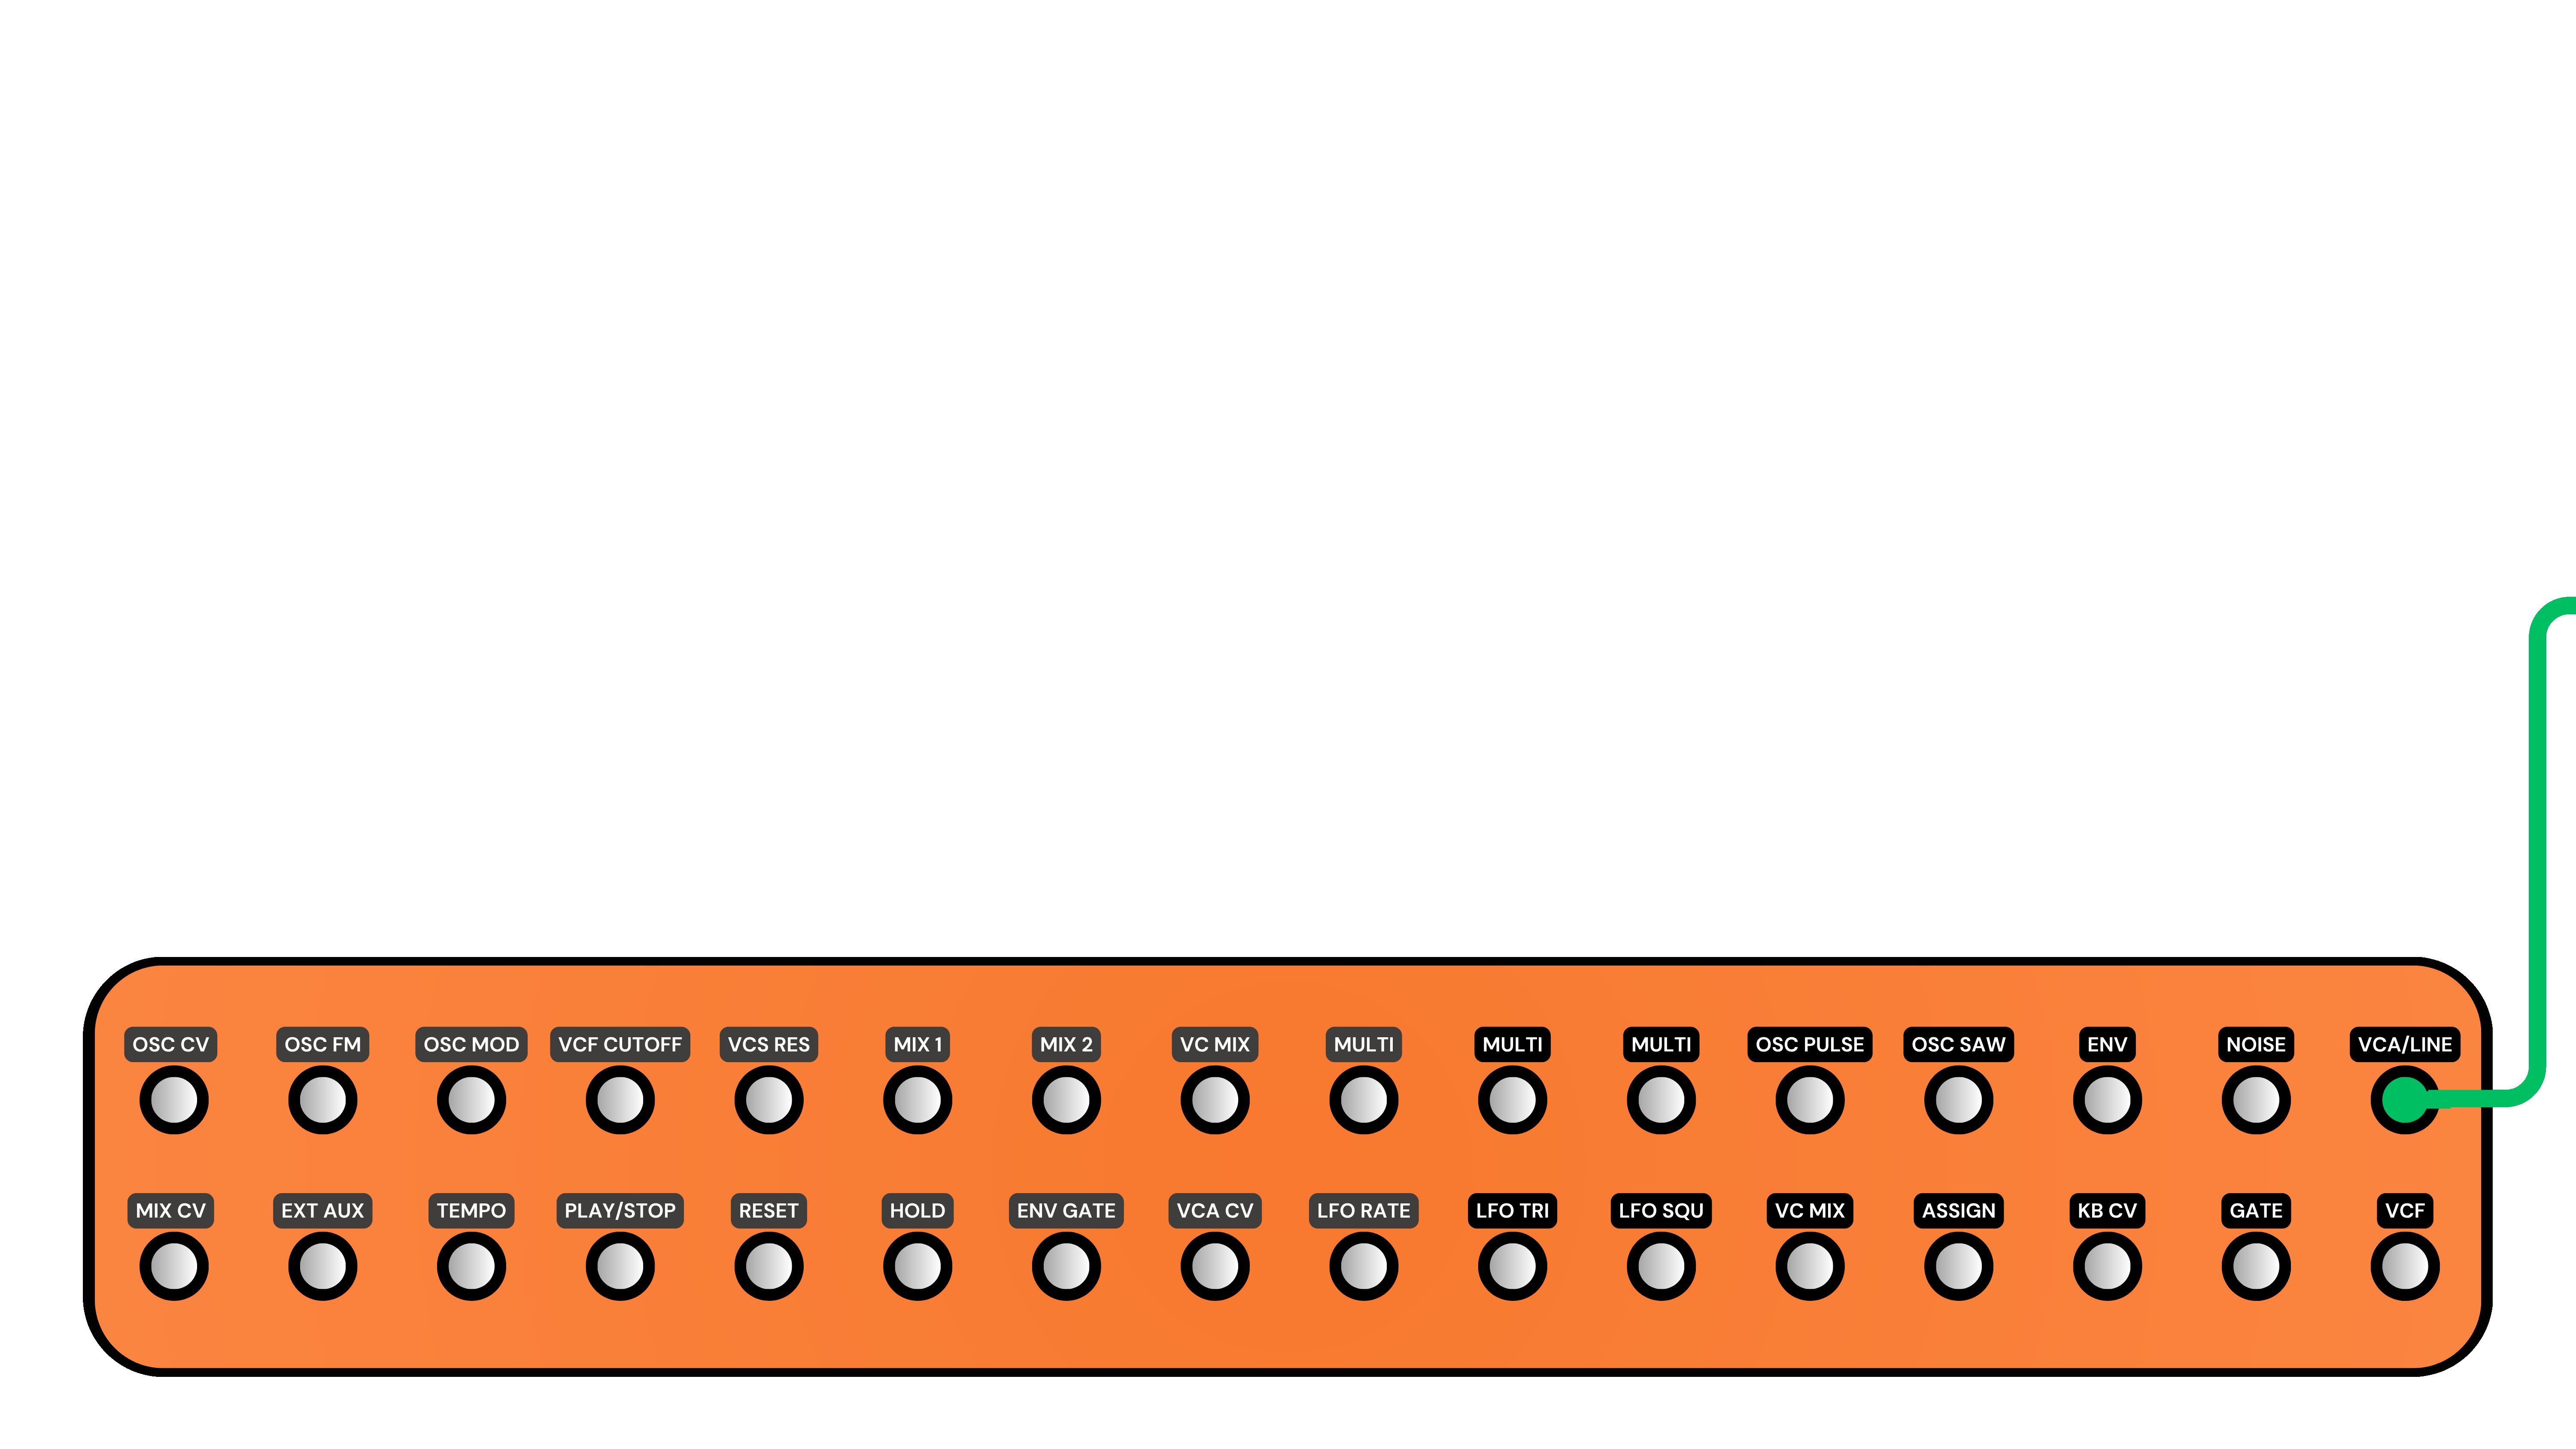 OSC CV OSC FM OSC MOD VCF CUTOFF VCS RES MIX 1 MIX 2 VC MIX MULTI MULTI MULTI OSC PULSE OSC SAW ENV NOISE VCA/LINE
MIX CV EXT AUX TEMPO PLAY/STOP RESET HOLD ENV GATE VCA CV LFO RATE LFO TRI LFO SQU VC MIX ASSIGN KB CV GATE VCF